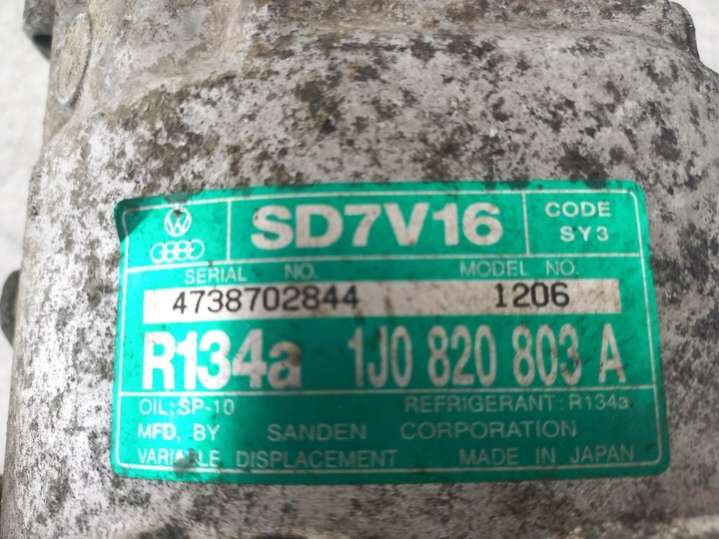 SD7V16
CODE
SY3
SERIAL NO. MODEL NO.
4738702844 1206
R134a 1J0 820 803 A
OIL: SP-10 REFRIGERANT: R134a
MFD. BY SANDEN CORPORATION
VARIABLE DISPLACEMENT MADE IN JAPAN